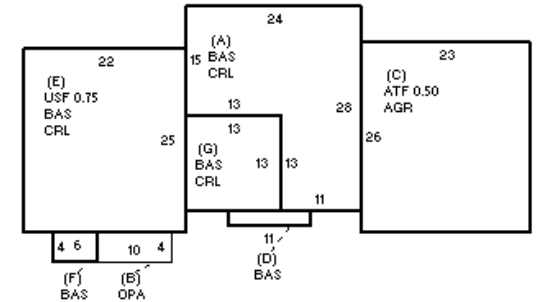 24
(A)
BAS
CRL
15
22
(E)
USF 0.75
BAS
CRL
25
23
(C)
ATF 0.50
AGR
28
26
13
13
(G)
BAS
CRL
13
13
11
4 6
10 4
11
(F)
BAS
(B)
OPA
(D)
BAS